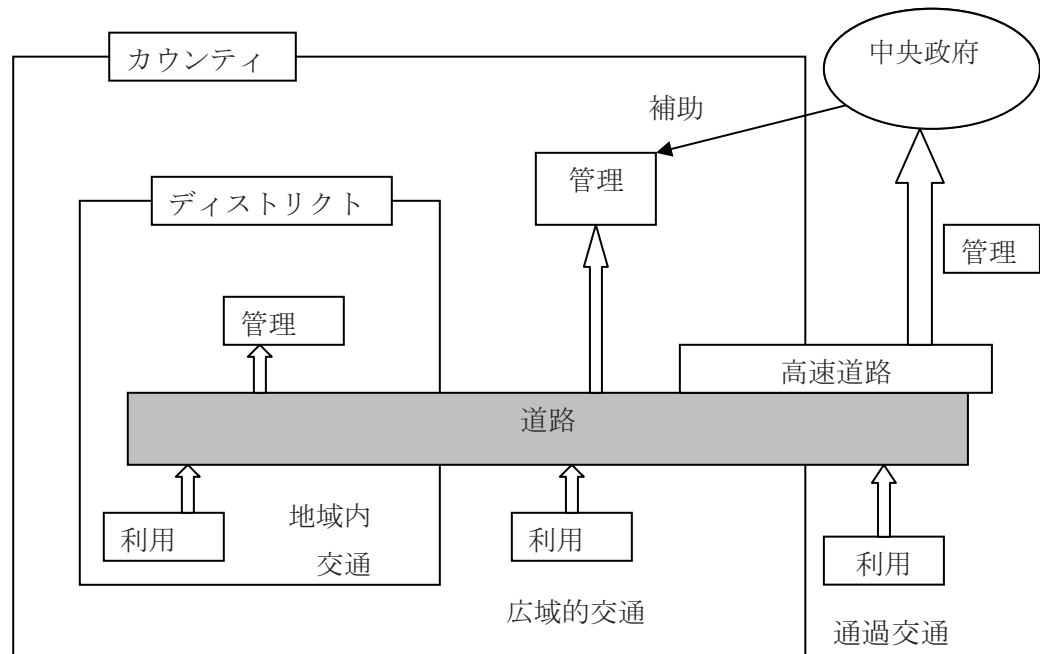 カウンティ
中央政府
補助
管理
ディストリクト
管理
管理
高速道路
道路
利用
地域内
交通
利用
利用
広域的交通
通過交通